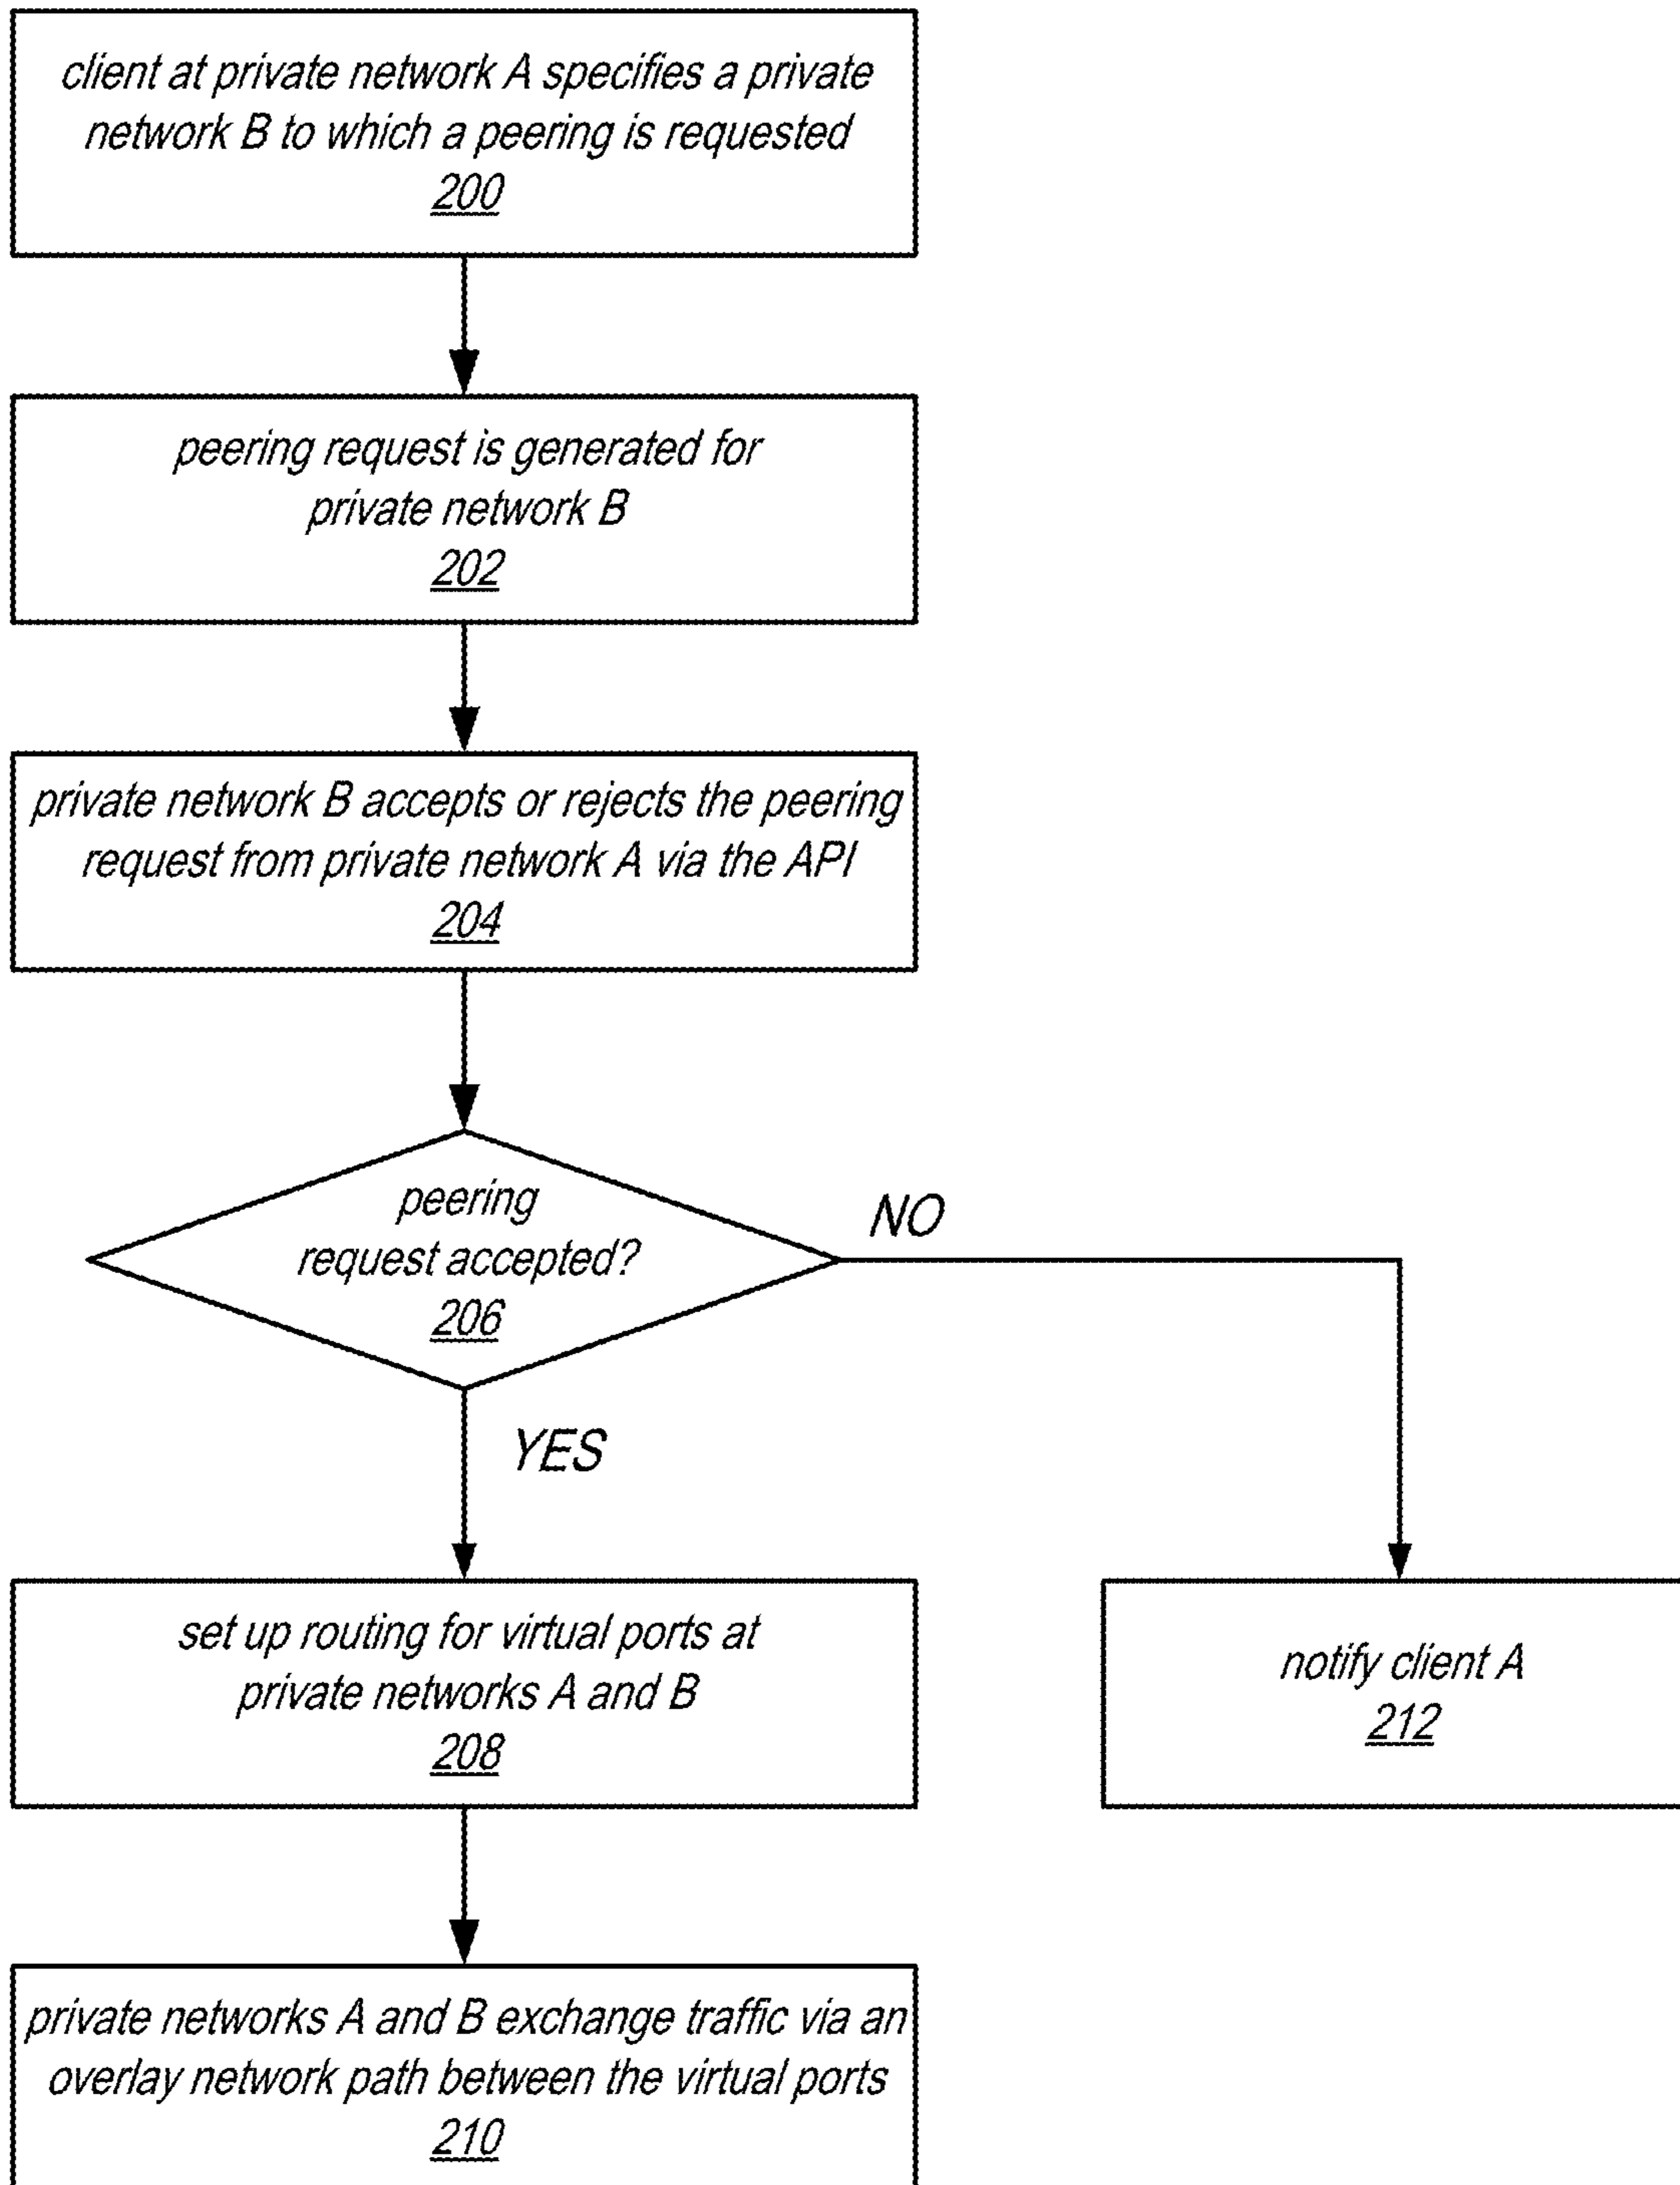 client at private network A specifies a private
network B to which a peering is requested
200
peering request is generated for
private network B
202
private network B accepts or rejects the peering
request from private network A via the API
204
peering
request accepted?
206
NO
YES
set up routing for virtual ports at
private networks A and B
208
notify client A
212
private networks A and B exchange traffic via an
overlay network path between the virtual ports
210